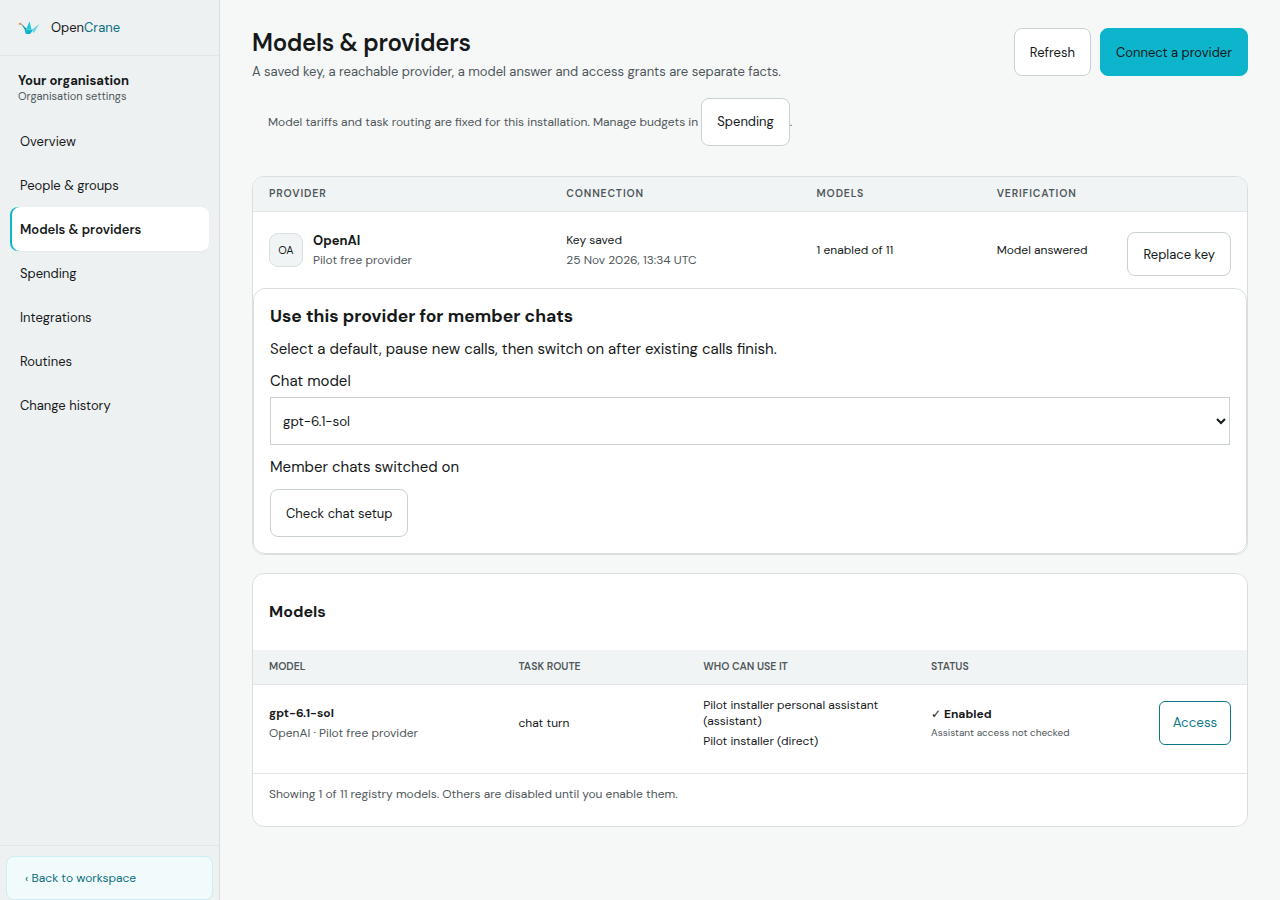 OpenCrane
Your organisation
Organisation settings
Overview
People & groups
Models & providers
Spending
Integrations
Routines
Change history
‹ Back to workspace
Models & providers
A saved key, a reachable provider, a model answer and access grants are separate facts.
Refresh
Connect a provider
Model tariffs and task routing are fixed for this installation. Manage budgets in Spending .
PROVIDER CONNECTION MODELS VERIFICATION
OA
OpenAI
Pilot free provider
Key saved
25 Nov 2026, 13:34 UTC
1 enabled of 11
Model answered
Replace key
Use this provider for member chats
Select a default, pause new calls, then switch on after existing calls finish.
Chat model
gpt-6.1-sol
Member chats switched on
Check chat setup
Models
MODEL TASK ROUTE WHO CAN USE IT STATUS
gpt-6.1-sol
OpenAI · Pilot free provider
chat turn
Pilot installer personal assistant
(assistant)
Pilot installer (direct)
✓ Enabled
Assistant access not checked
Access
Showing 1 of 11 registry models. Others are disabled until you enable them.